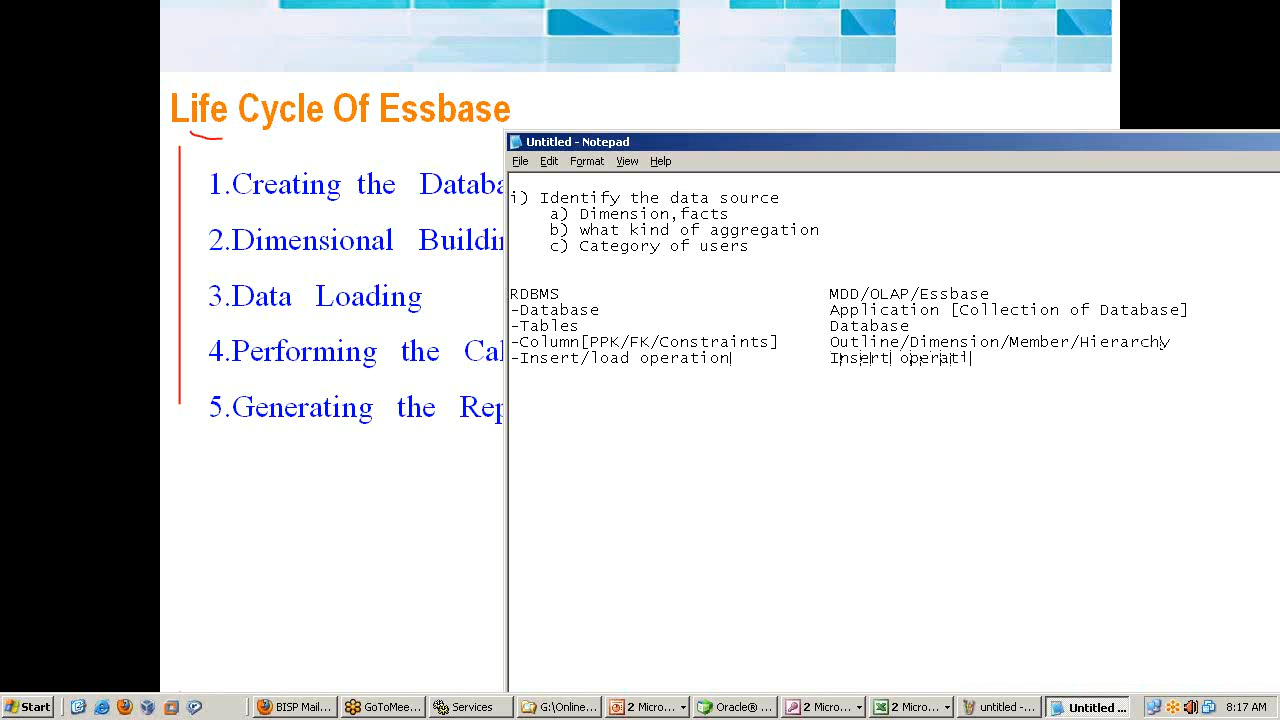 Life Cycle Of Essbase
1.Creating the Databa
2.Dimensional Buildin
3.Data Loading
4.Performing the Cal
5.Generating the Rep
Untitled - Notepad
File Edit Format View Help
i) Identify the data source
a) Dimension,facts
b) what kind of aggregation
c) Category of users
RDBMS MDD/OLAP/Essbase
-Database Application [Collection of Database]
-Tables Database
-Column[PPK/FK/Constraints] Outline/Dimension/Member/Hierarchy
-Insert/load operation Insert operati
Start BISP Mail... GoToMee... Services G:\Online... 2 Micro... Oracle® ... 2 Micro... 2 Micro... untitled -... Untitled ... 8:17 AM